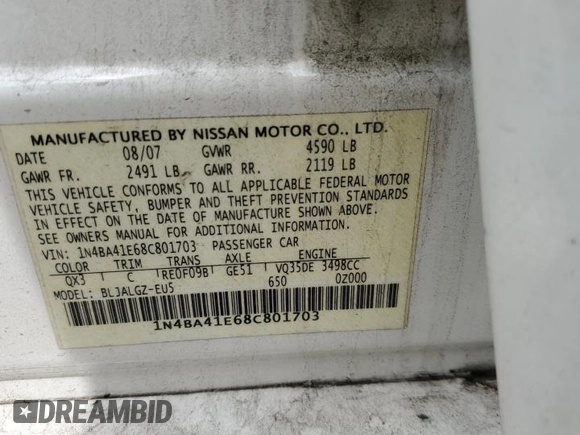 MANUFACTURED BY NISSAN MOTOR CO., LTD.
DATE 08/07 GVWR 4590 LB
GAWR FR. 2491 LB GAWR RR. 2119 LB
THIS VEHICLE CONFORMS TO ALL APPLICABLE FEDERAL MOTOR
VEHICLE SAFETY, BUMPER AND THEFT PREVENTION STANDARDS
IN EFFECT ON THE DATE OF MANUFACTURE SHOWN ABOVE.
SEE OWNERS MANUAL FOR ADDITIONAL INFORMATION.
VIN: 1N4BA41E68C801703 PASSENGER CAR
COLOR TRIM TRANS AXLE ENGINE
QX3 C RE0F09B GE51 VQ35DE 3498CC
MODEL: BLJALGZ-EU5 650 0Z000
1N4BA41E68C801703
DREAMBID